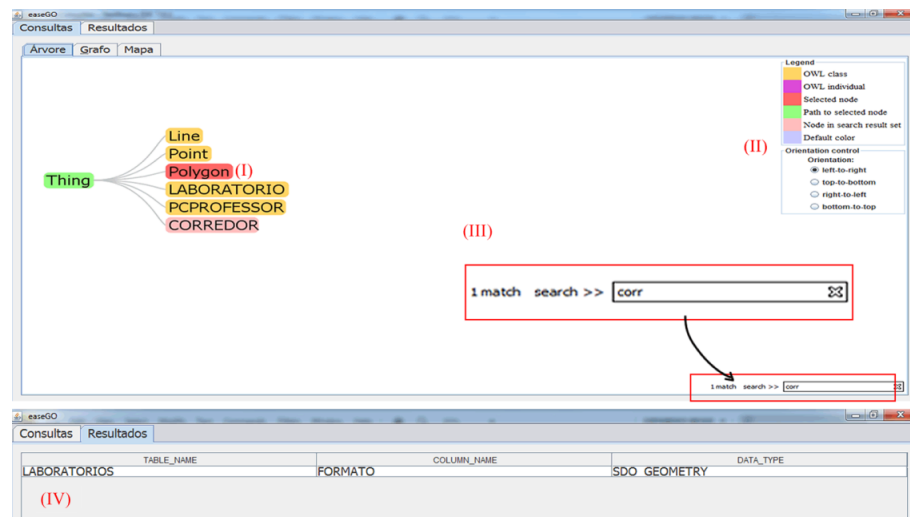 easeGO
Consultas Resultados
Árvore Grafo Mapa
Legend
OWL class
OWL individual
Selected node
Path to selected node
Node in search result set
Default color
(II)
Orientation control
Orientation:
left-to-right
top-to-bottom
right-to-left
bottom-to-top
Line
Point
Polygon (I)
Thing
LABORATORIO
PCPROFESSOR
CORREDOR
(III)
1 match search >> corr
1 match search >> corr
easeGO
Consultas Resultados
TABLE_NAME COLUMN_NAME DATA_TYPE
LABORATORIOS FORMATO SDO_GEOMETRY
(IV)